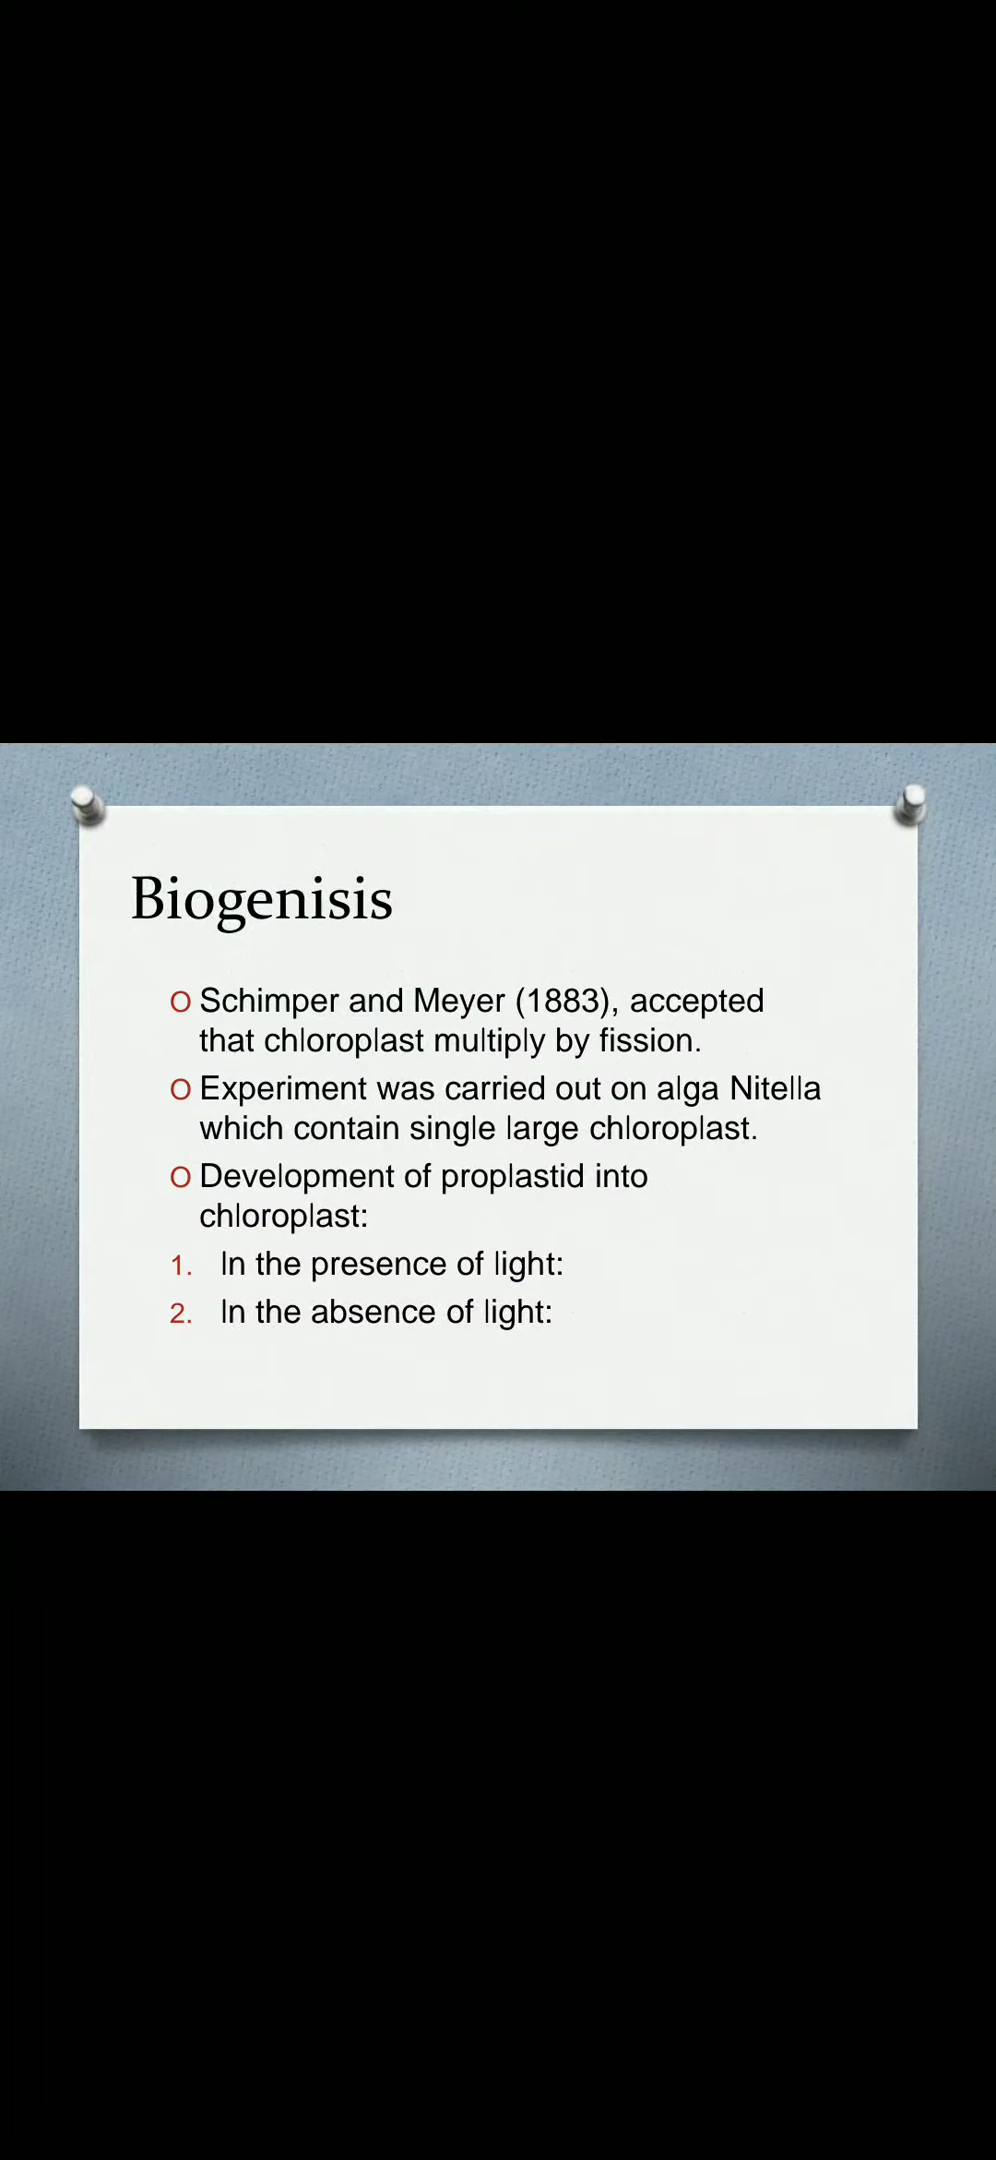 Biogenisis
O Schimper and Meyer (1883), accepted
that chloroplast multiply by fission.
O Experiment was carried out on alga Nitella
which contain single large chloroplast.
O Development of proplastid into
chloroplast:
1. In the presence of light:
2. In the absence of light: